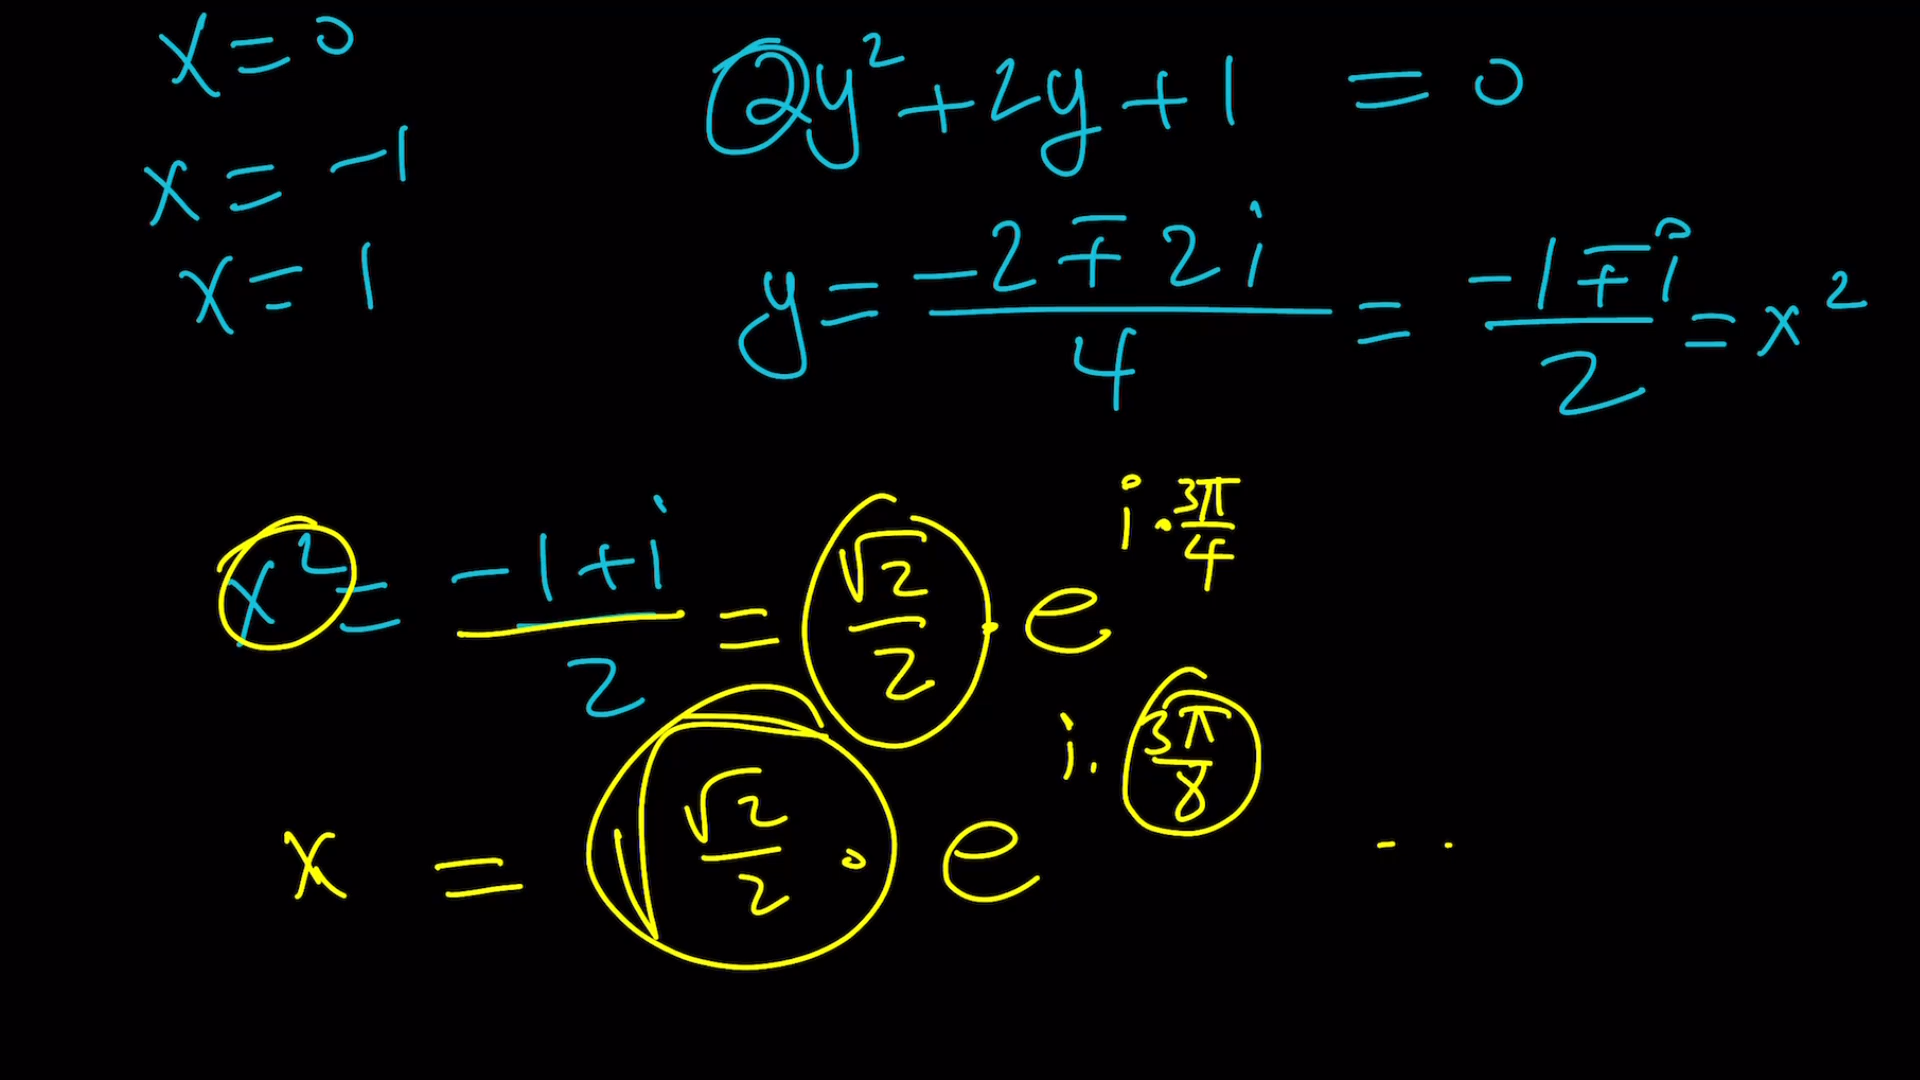 x = 0
x = -1
x = 1
2y² + 2y + 1 = 0
y = (-2 ∓ 2i)/4 = (-1 ∓ i)/2 = x²
x² = (-1 + i)/2 = √2/2 · e^(i · 3π/4)
x = √(√2/2) · e^(i · 3π/8) ..